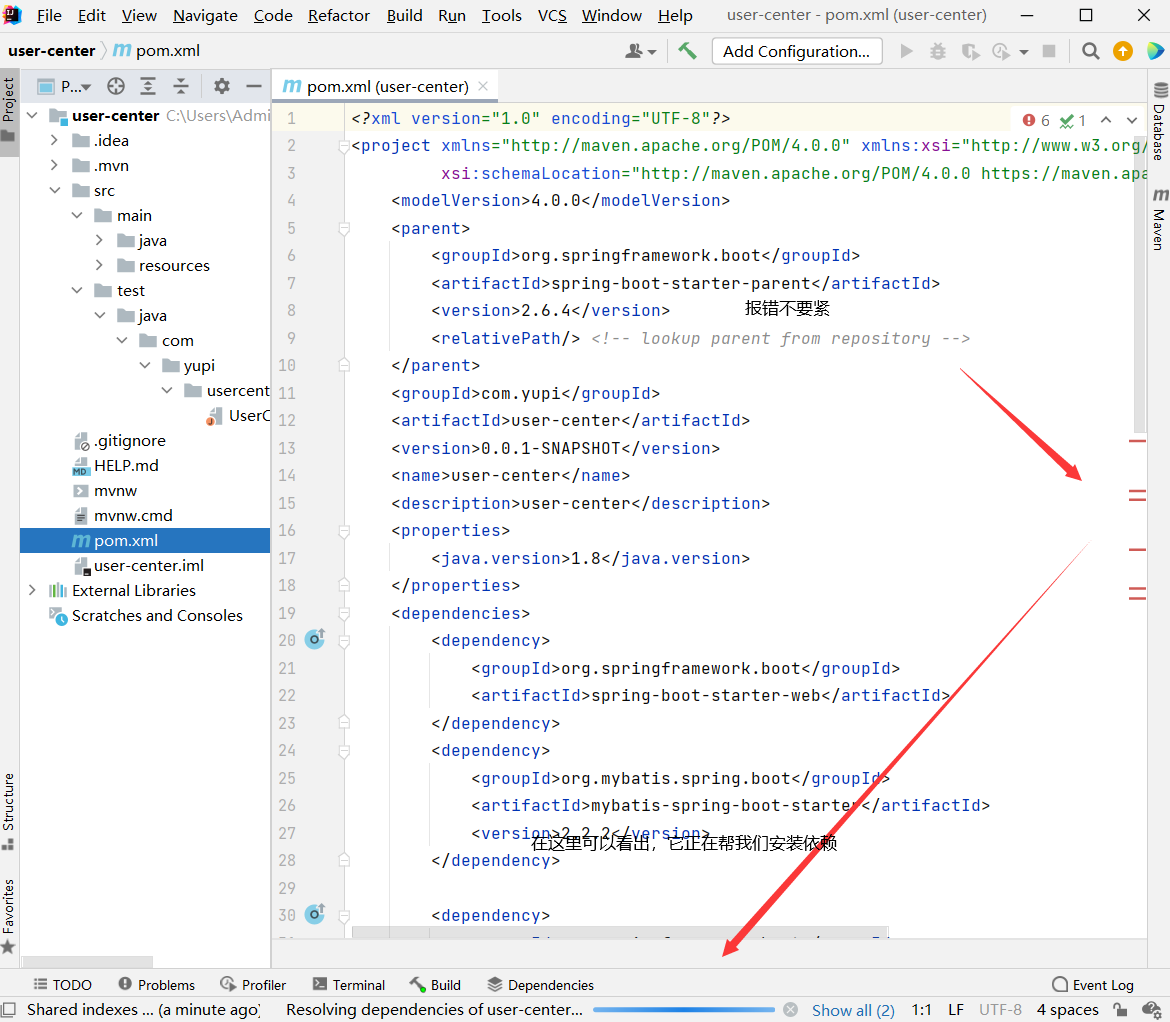 File Edit View Navigate Code Refactor Build Run Tools VCS Window Help user-center - pom.xml (user-center)
user-center pom.xml Add Configuration...
P... pom.xml (user-center)
Project
Structure
Favorites
user-center C:\Users\Admi
.idea
.mvn
src
main
java
resources
test
java
com
yupi
usercent
UserC
.gitignore
HELP.md
mvnw
mvnw.cmd
pom.xml
user-center.iml
External Libraries
Scratches and Consoles
6 1
1 <?xml version="1.0" encoding="UTF-8"?>
2 <project xmlns="http://maven.apache.org/POM/4.0.0" xmlns:xsi="http://www.w3.org/
3 xsi:schemaLocation="http://maven.apache.org/POM/4.0.0 https://maven.apa
4 <modelVersion>4.0.0</modelVersion>
5 <parent>
6 <groupId>org.springframework.boot</groupId>
7 <artifactId>spring-boot-starter-parent</artifactId>
8 <version>2.6.4</version>
报错不要紧
9 <relativePath/> <!-- lookup parent from repository -->
10 </parent>
11 <groupId>com.yupi</groupId>
12 <artifactId>user-center</artifactId>
13 <version>0.0.1-SNAPSHOT</version>
14 <name>user-center</name>
15 <description>user-center</description>
16 <properties>
17 <java.version>1.8</java.version>
18 </properties>
19 <dependencies>
20 <dependency>
21 <groupId>org.springframework.boot</groupId>
22 <artifactId>spring-boot-starter-web</artifactId>
23 </dependency>
24 <dependency>
25 <groupId>org.mybatis.spring.boot</groupId>
26 <artifactId>mybatis-spring-boot-starter</artifactId>
27 <version>2.2.2</version>
在这里可以看出，它正在帮我们安装依赖
28 </dependency>
29
30 <dependency>
Database
Maven
TODO Problems Profiler Terminal Build Dependencies Event Log
Shared indexes ... (a minute ago) Resolving dependencies of user-center... Show all (2) 1:1 LF UTF-8 4 spaces